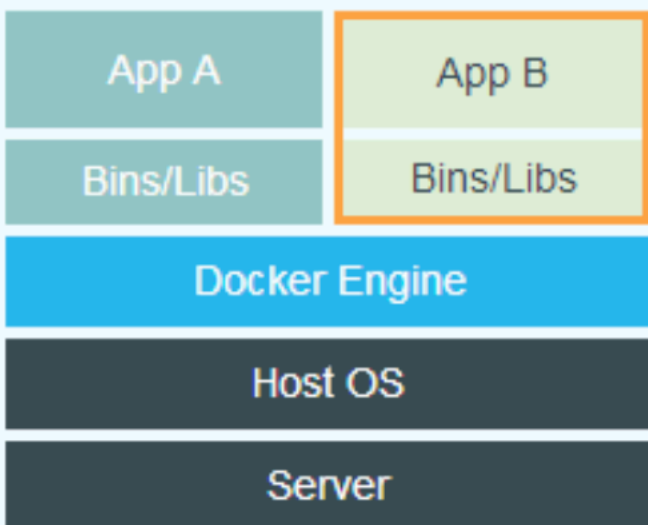 App A
App B
Bins/Libs
Bins/Libs
Docker Engine
Host OS
Server